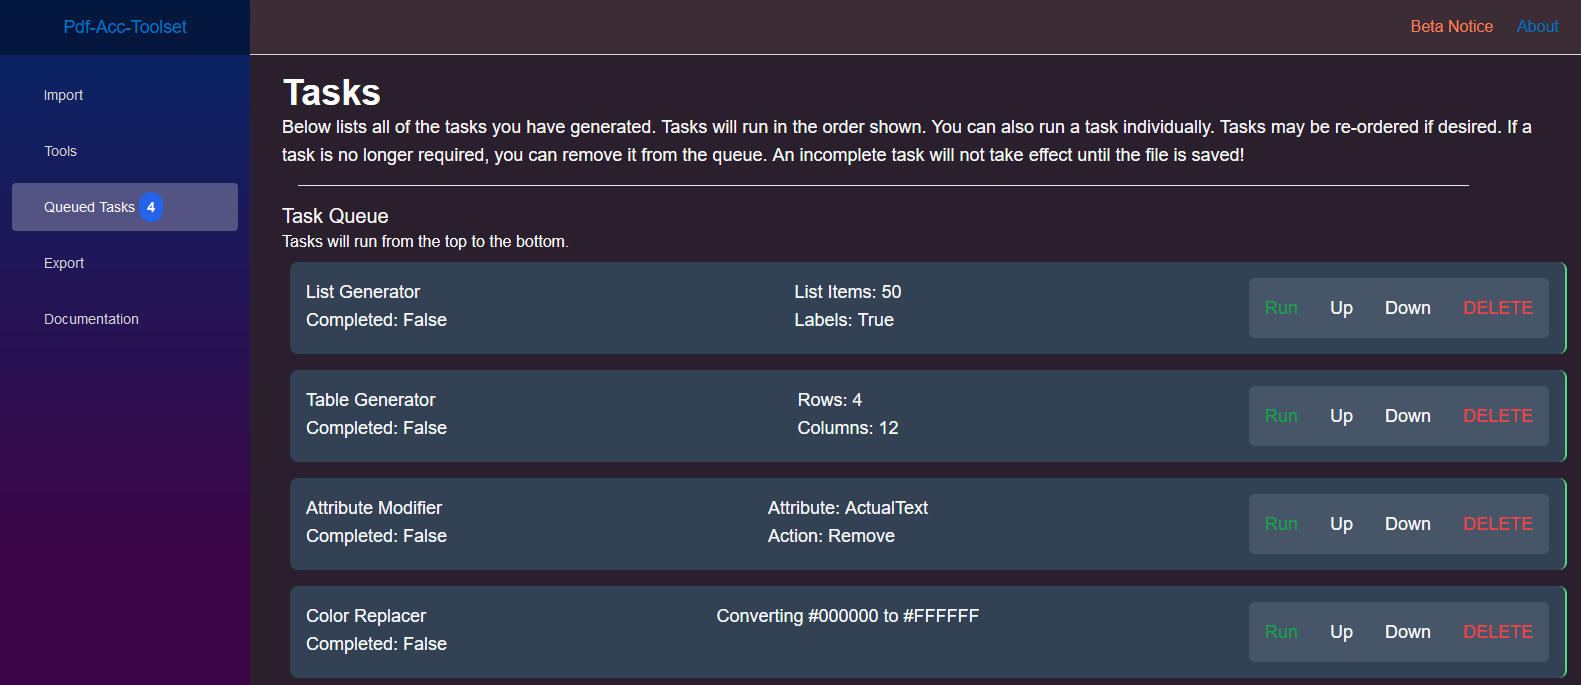 Pdf-Acc-Toolset
Beta Notice About
Import
Tools
Queued Tasks 4
Export
Documentation
Tasks
Below lists all of the tasks you have generated. Tasks will run in the order shown. You can also run a task individually. Tasks may be re-ordered if desired. If a
task is no longer required, you can remove it from the queue. An incomplete task will not take effect until the file is saved!
Task Queue
Tasks will run from the top to the bottom.
List Generator List Items: 50
Completed: False Labels: True
Run Up Down DELETE
Table Generator Rows: 4
Completed: False Columns: 12
Run Up Down DELETE
Attribute Modifier Attribute: ActualText
Completed: False Action: Remove
Run Up Down DELETE
Color Replacer Converting #000000 to #FFFFFF
Completed: False
Run Up Down DELETE